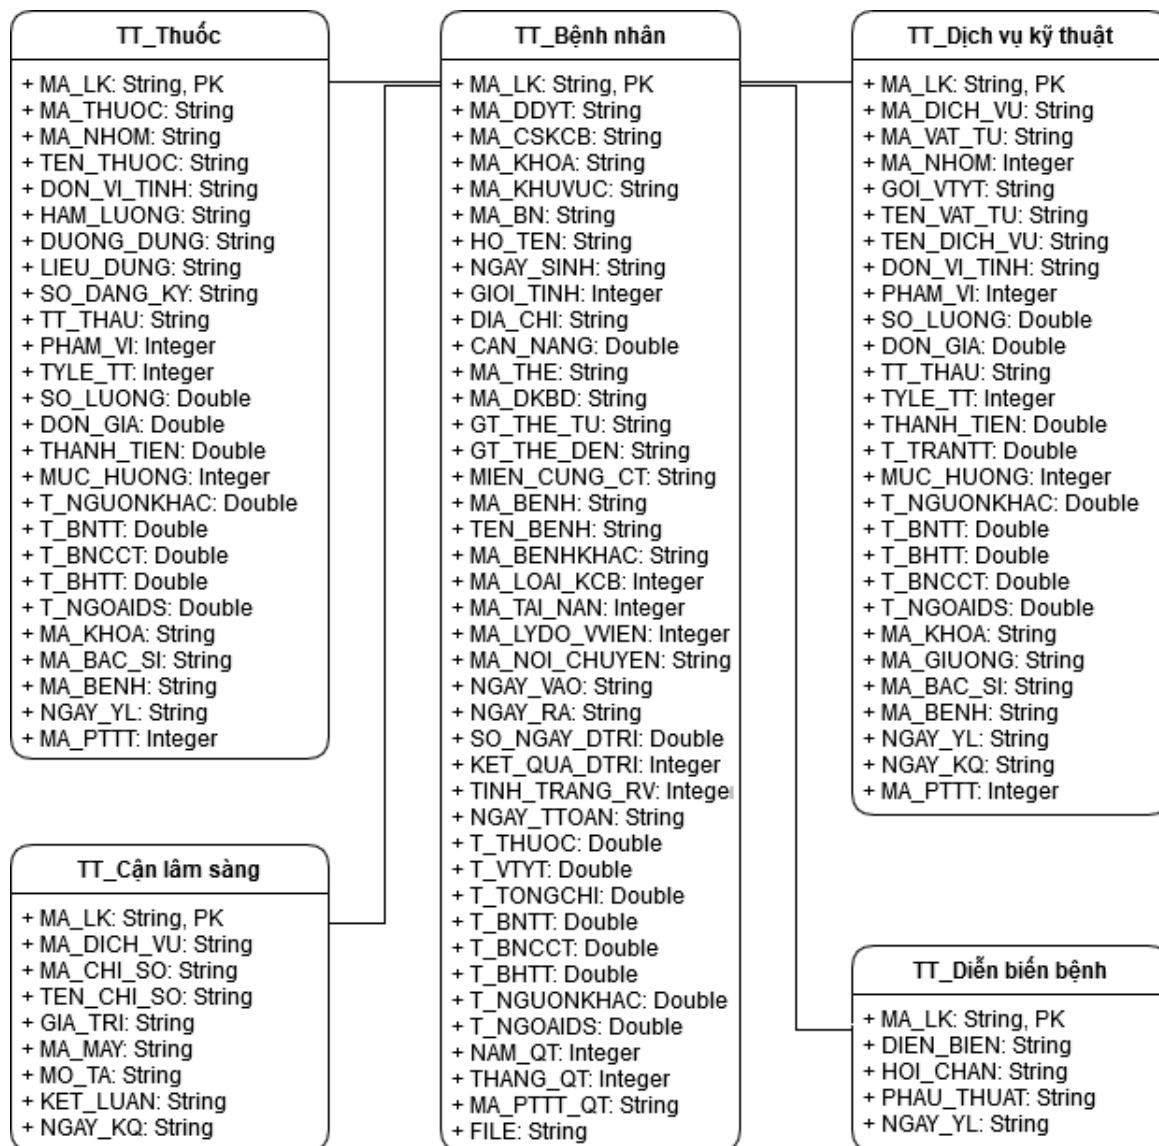 TT_Thuốc
+ MA_LK: String, PK
+ MA_THUOC: String
+ MA_NHOM: String
+ TEN_THUOC: String
+ DON_VI_TINH: String
+ HAM_LUONG: String
+ DUONG_DUNG: String
+ LIEU_DUNG: String
+ SO_DANG_KY: String
+ TT_THAU: String
+ PHAM_VI: Integer
+ TYLE_TT: Integer
+ SO_LUONG: Double
+ DON_GIA: Double
+ THANH_TIEN: Double
+ MUC_HUONG: Integer
+ T_NGUONKHAC: Double
+ T_BNTT: Double
+ T_BNCCT: Double
+ T_BHTT: Double
+ T_NGOAIDS: Double
+ MA_KHOA: String
+ MA_BAC_SI: String
+ MA_BENH: String
+ NGAY_YL: String
+ MA_PTTT: Integer
TT_Cận lâm sàng
+ MA_LK: String, PK
+ MA_DICH_VU: String
+ MA_CHI_SO: String
+ TEN_CHI_SO: String
+ GIA_TRI: String
+ MA_MAY: String
+ MO_TA: String
+ KET_LUAN: String
+ NGAY_KQ: String
TT_Bệnh nhân
+ MA_LK: String, PK
+ MA_DDYT: String
+ MA_CSKCB: String
+ MA_KHOA: String
+ MA_KHUVUC: String
+ MA_BN: String
+ HO_TEN: String
+ NGAY_SINH: String
+ GIOI_TINH: Integer
+ DIA_CHI: String
+ CAN_NANG: Double
+ MA_THE: String
+ MA_DKBD: String
+ GT_THE_TU: String
+ GT_THE_DEN: String
+ MIEN_CUNG_CT: String
+ MA_BENH: String
+ TEN_BENH: String
+ MA_BENHKHAC: String
+ MA_LOAI_KCB: Integer
+ MA_TAI_NAN: Integer
+ MA_LYDO_VVIEN: Integer
+ MA_NOI_CHUYEN: String
+ NGAY_VAO: String
+ NGAY_RA: String
+ SO_NGAY_DTRI: Double
+ KET_QUA_DTRI: Integer
+ TINH_TRANG_RV: Intege
+ NGAY_TTOAN: String
+ T_THUOC: Double
+ T_VTYT: Double
+ T_TONGCHI: Double
+ T_BNTT: Double
+ T_BNCCT: Double
+ T_BHTT: Double
+ T_NGUONKHAC: Double
+ T_NGOAIDS: Double
+ NAM_QT: Integer
+ THANG_QT: Integer
+ MA_PTTT_QT: String
+ FILE: String
TT_Dịch vụ kỹ thuật
+ MA_LK: String, PK
+ MA_DICH_VU: String
+ MA_VAT_TU: String
+ MA_NHOM: Integer
+ GOI_VTYT: String
+ TEN_VAT_TU: String
+ TEN_DICH_VU: String
+ DON_VI_TINH: String
+ PHAM_VI: Integer
+ SO_LUONG: Double
+ DON_GIA: Double
+ TT_THAU: String
+ TYLE_TT: Integer
+ THANH_TIEN: Double
+ T_TRANTT: Double
+ MUC_HUONG: Integer
+ T_NGUONKHAC: Double
+ T_BNTT: Double
+ T_BHTT: Double
+ T_BNCCT: Double
+ T_NGOAIDS: Double
+ MA_KHOA: String
+ MA_GIUONG: String
+ MA_BAC_SI: String
+ MA_BENH: String
+ NGAY_YL: String
+ NGAY_KQ: String
+ MA_PTTT: Integer
TT_Diễn biến bệnh
+ MA_LK: String, PK
+ DIEN_BIEN: String
+ HOI_CHAN: String
+ PHAU_THUAT: String
+ NGAY_YL: String